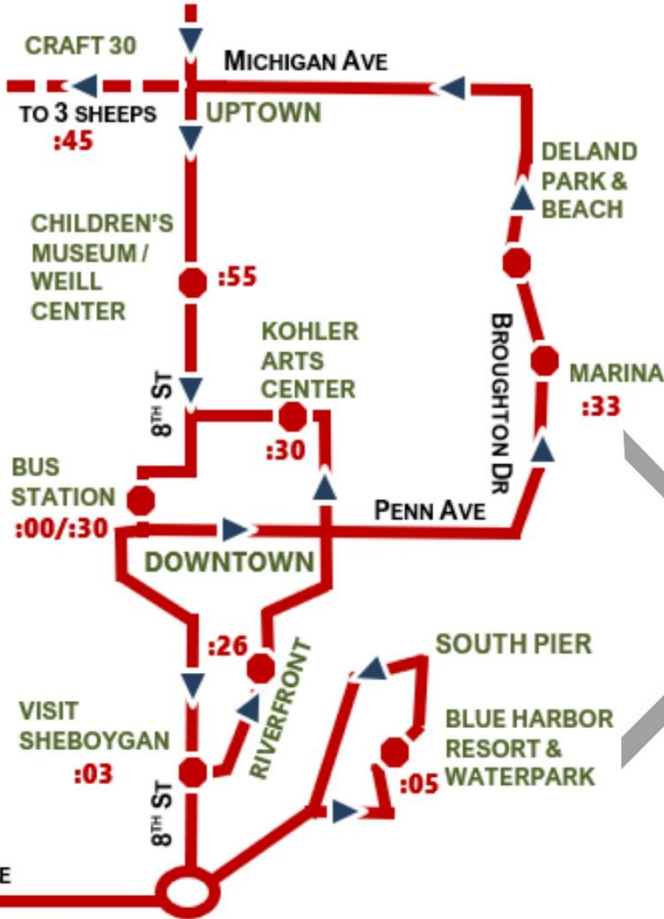 CRAFT 30
MICHIGAN AVE
TO 3 SHEEPS
:45
UPTOWN
DELAND
PARK &
BEACH
CHILDREN'S
MUSEUM /
WEILL
CENTER
:55
KOHLER
ARTS
CENTER
:30
8TH ST
BROUGHTON DR
MARINA
:33
BUS
STATION
:00/:30
PENN AVE
DOWNTOWN
:26
RIVERFRONT
SOUTH PIER
VISIT
SHEBOYGAN
:03
BLUE HARBOR
RESORT &
WATERPARK
:05
8TH ST
E